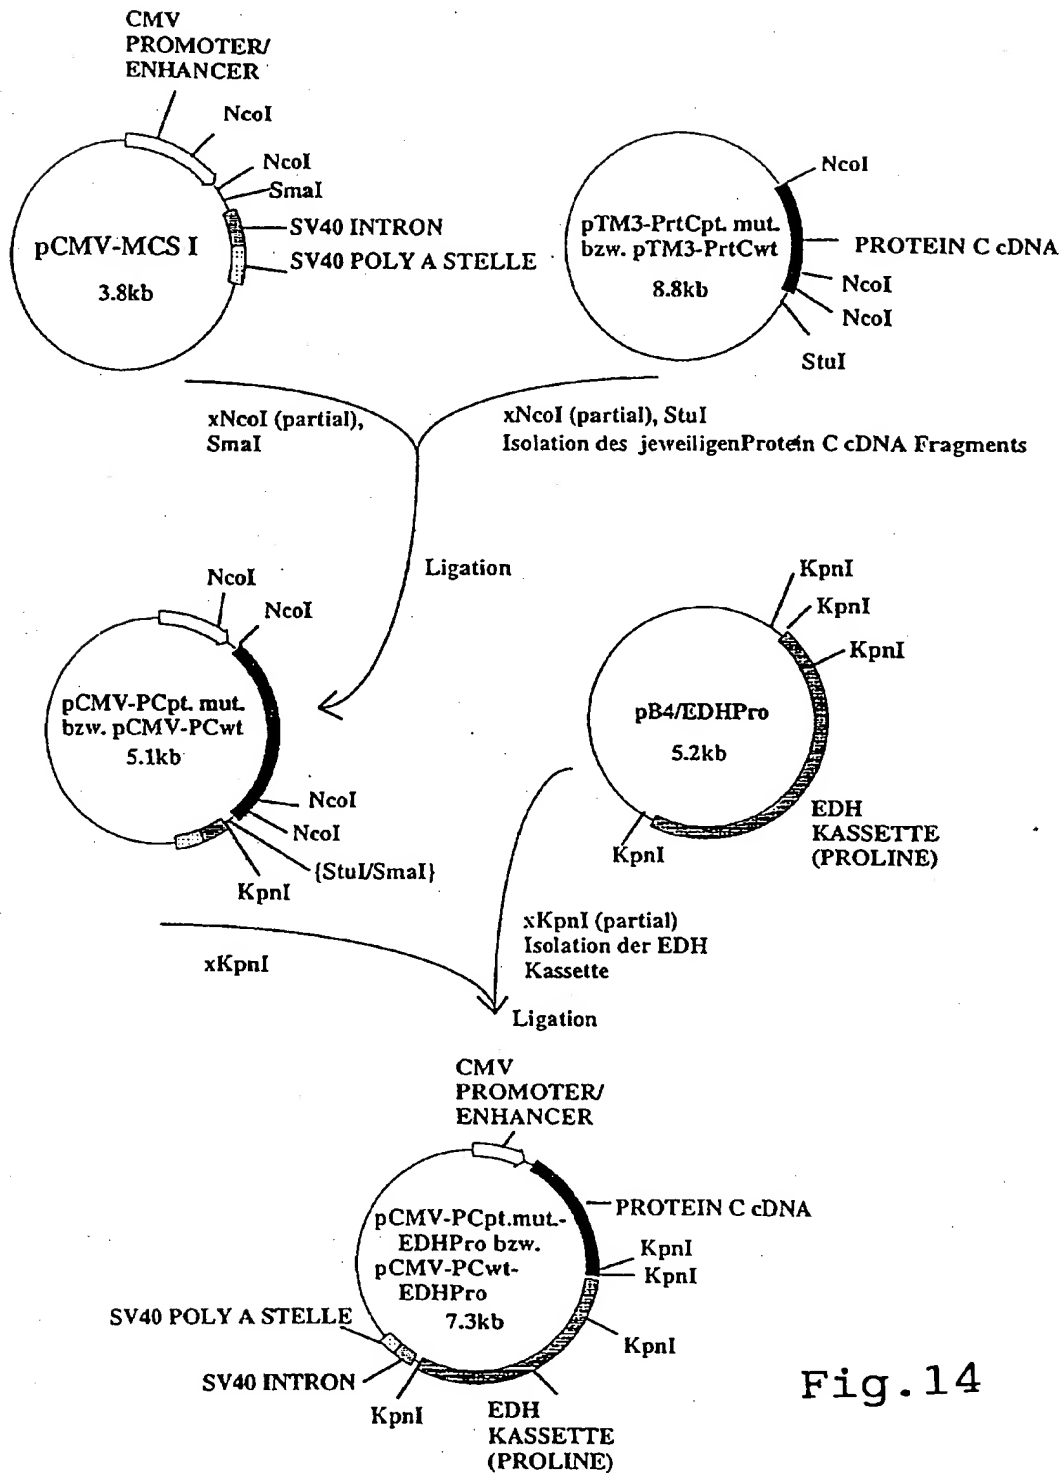 CMV
PROMOTER/
ENHANCER
NcoI
NcoI
SmaI
SV40 INTRON
SV40 POLY A STELLE
pCMV-MCS I
3.8kb
NcoI
pTM3-PrtCpt. mut.
bzw. pTM3-PrtCwt
8.8kb
PROTEIN C cDNA
NcoI
NcoI
StuI
xNcoI (partial),
SmaI
xNcoI (partial), StuI
Isolation des jeweiligenProtein C cDNA Fragments
Ligation
NcoI
NcoI
pCMV-PCpt. mut.
bzw. pCMV-PCwt
5.1kb
NcoI
NcoI
{StuI/SmaI}
KpnI
KpnI
KpnI
KpnI
pB4/EDHPro
5.2kb
EDH
KASSETTE
(PROLINE)
KpnI
xKpnI
xKpnI (partial)
Isolation der EDH
Kassette
Ligation
CMV
PROMOTER/
ENHANCER
PROTEIN C cDNA
pCMV-PCpt.mut.-
EDHPro bzw.
pCMV-PCwt-
EDHPro
7.3kb
KpnI
KpnI
KpnI
SV40 POLY A STELLE
SV40 INTRON
KpnI
EDH
KASSETTE
(PROLINE)
Fig.14